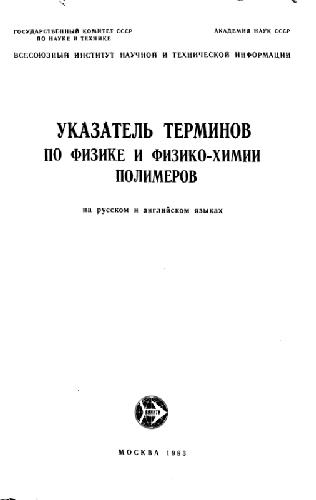 ГОСУДАРСТВЕННЫЙ КОМИТЕТ СССР
ПО НАУКЕ И ТЕХНИКЕ
АКАДЕМИЯ НАУК СССР
ВСЕСОЮЗНЫЙ ИНСТИТУТ НАУЧНОЙ И ТЕХНИЧЕСКОЙ ИНФОРМАЦИИ
УКАЗАТЕЛЬ ТЕРМИНОВ
ПО ФИЗИКЕ И ФИЗИКО-ХИМИИ
ПОЛИМЕРОВ
на русском и английском языках
МОСКВА